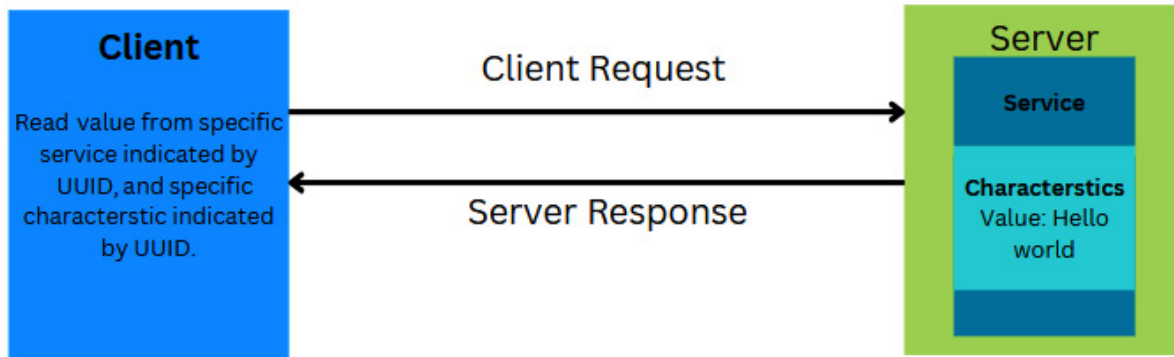 Client
Read value from specific
service indicated by
UUID, and specific
characterstic indicated
by UUID.
Client Request
Server Response
Server
Service
Characterstics
Value: Hello
world